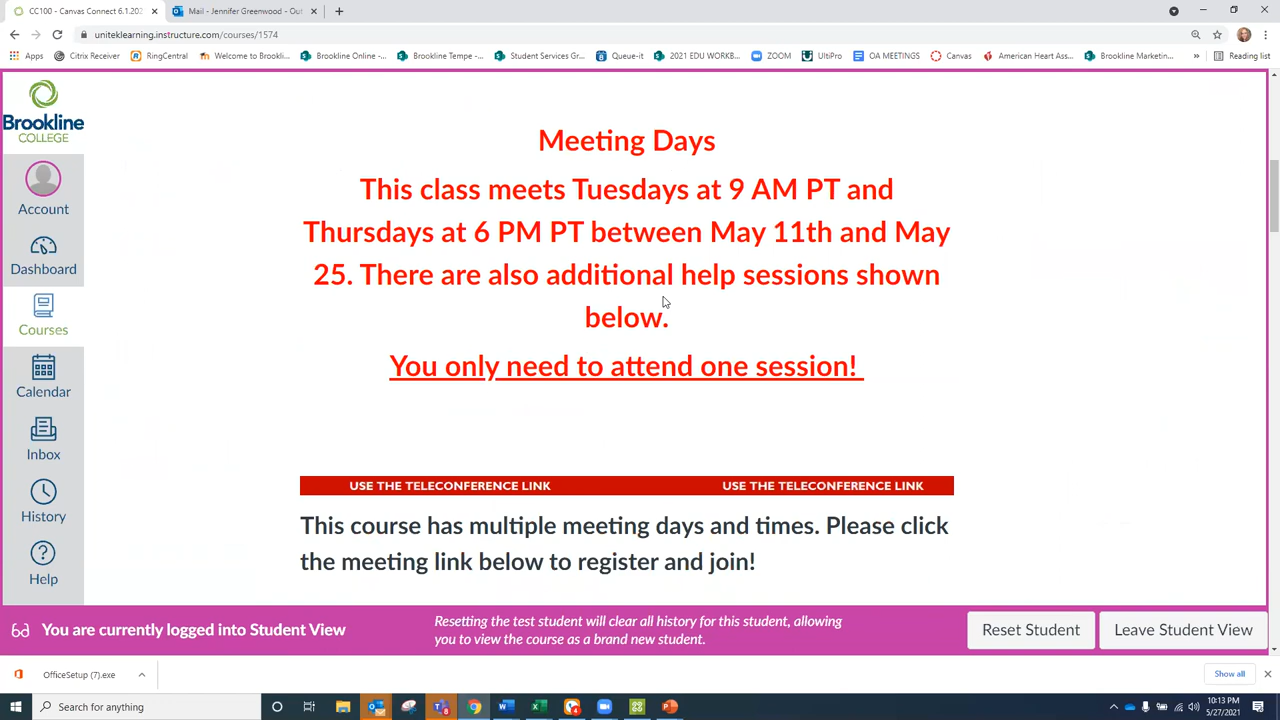 CC100 - Canvas Connect 6.1.202
Mail - Jennifer Greenwood - Out
uniteklearning.instructure.com/courses/1574
Apps
Citrix Receiver
RingCentral
Welcome to Brookli...
Brookline Online -...
Brookline Tempe -...
Student Services Gr...
Queue-it
2021 EDU WORKB...
ZOOM
UltiPro
OA MEETINGS
Canvas
American Heart Ass...
Brookline Marketin...
»
Reading list
Brookline
COLLEGE
Account
Dashboard
Courses
Calendar
Inbox
History
Help
Meeting Days
This class meets Tuesdays at 9 AM PT and
Thursdays at 6 PM PT between May 11th and May
25. There are also additional help sessions shown
below.
You only need to attend one session!
USE THE TELECONFERENCE LINK USE THE TELECONFERENCE LINK
This course has multiple meeting days and times. Please click
the meeting link below to register and join!
You are currently logged into Student View
Resetting the test student will clear all history for this student, allowing
you to view the course as a brand new student.
Reset Student
Leave Student View
OfficeSetup (7).exe
Show all
Search for anything
10:13 PM
5/27/2021